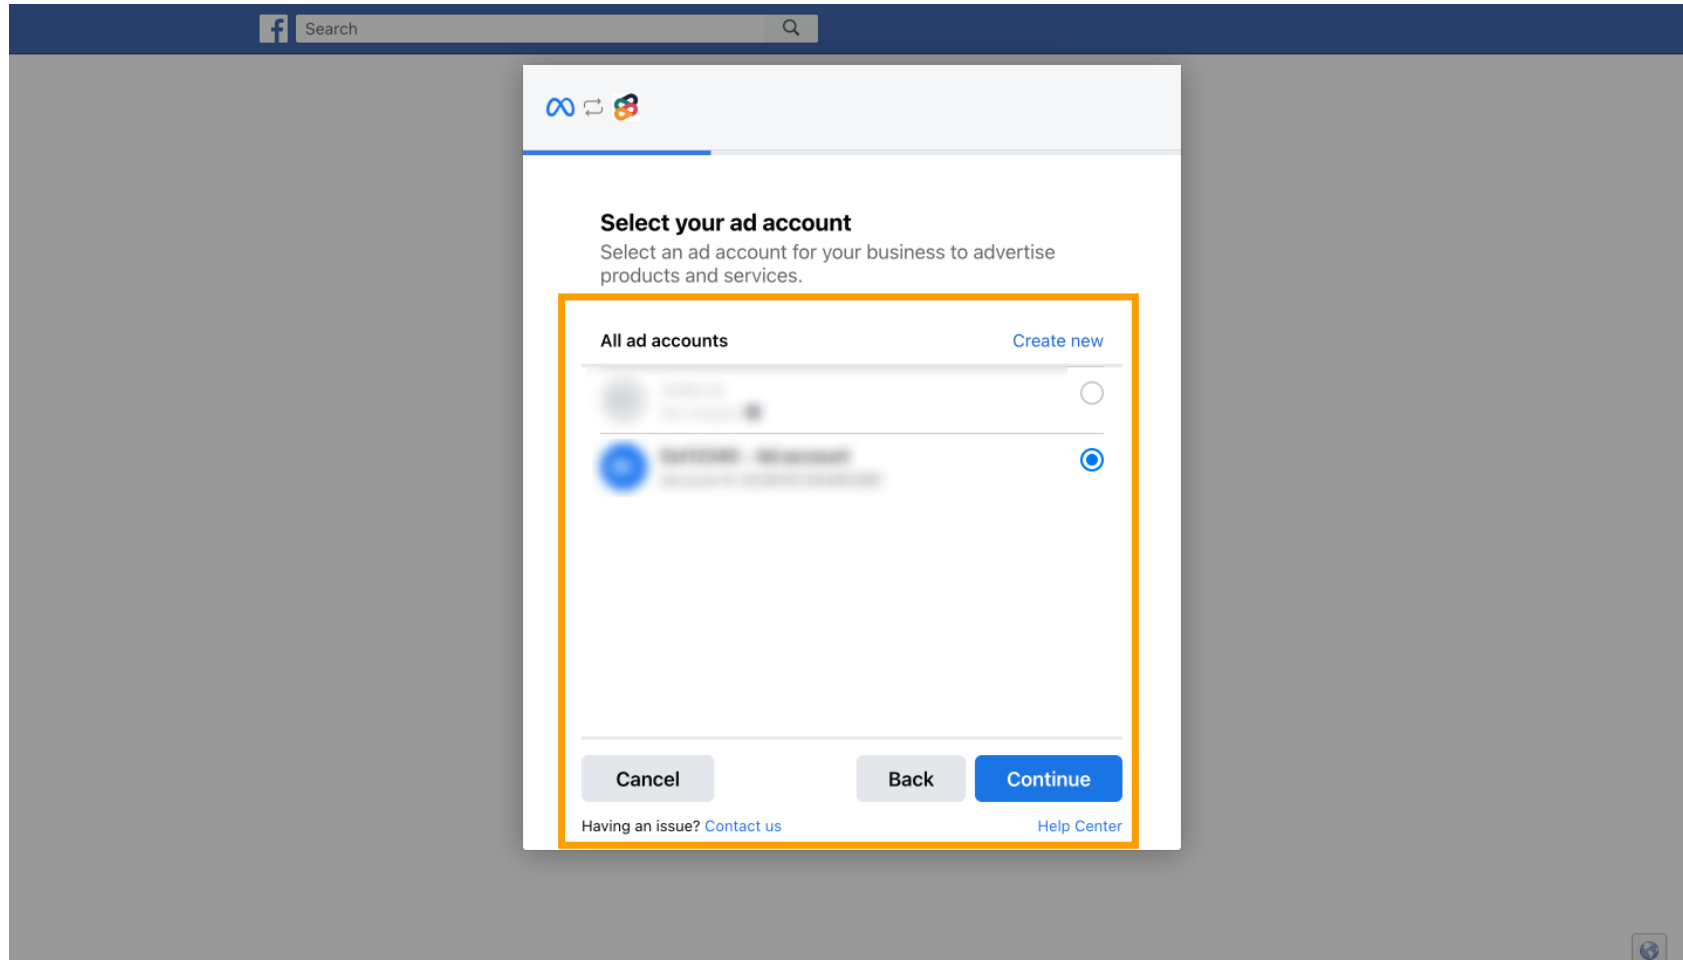 Search
Select your ad account
Select an ad account for your business to advertise
products and services.
All ad accounts
Create new
Cancel
Back
Continue
Having an issue? Contact us
Help Center